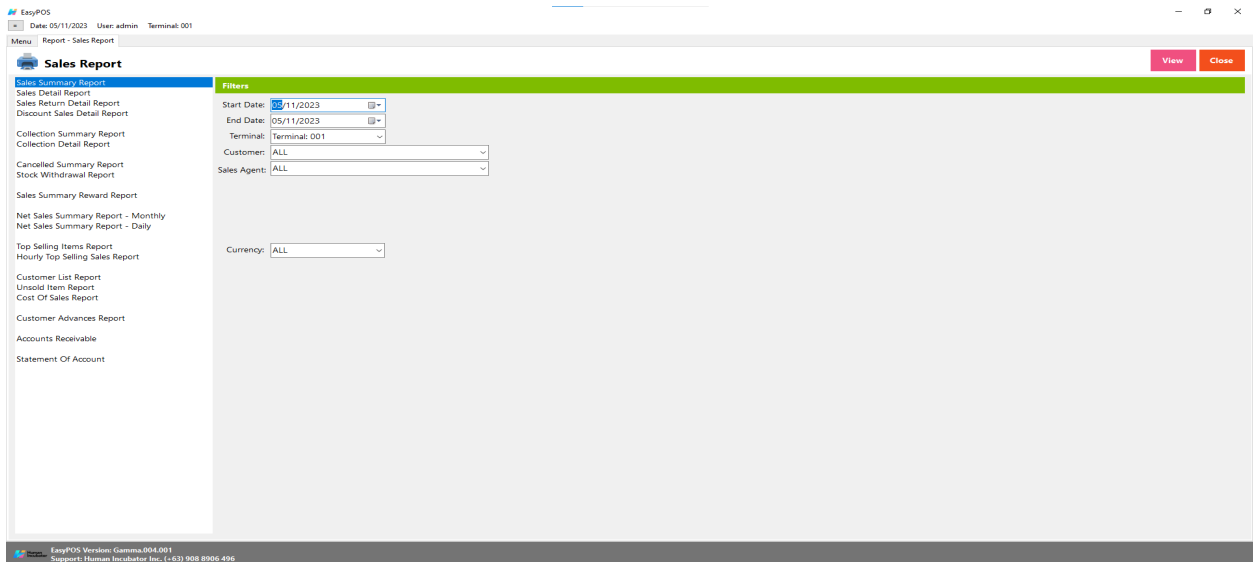 EasyPOS
Date: 05/11/2023 User: admin Terminal: 001
Menu Report - Sales Report
Sales Report
View Close
Sales Summary Report
Sales Detail Report
Sales Return Detail Report
Discount Sales Detail Report
Collection Summary Report
Collection Detail Report
Cancelled Summary Report
Stock Withdrawal Report
Sales Summary Reward Report
Net Sales Summary Report - Monthly
Net Sales Summary Report - Daily
Top Selling Items Report
Hourly Top Selling Sales Report
Customer List Report
Unsold Item Report
Cost Of Sales Report
Customer Advances Report
Accounts Receivable
Statement Of Account
Filters
Start Date: 05/11/2023
End Date: 05/11/2023
Terminal: Terminal: 001
Customer: ALL
Sales Agent: ALL
Currency: ALL
Human Incubator
EasyPOS Version: Gamma.004.001
Support: Human Incubator Inc. (+63) 908 8906 496